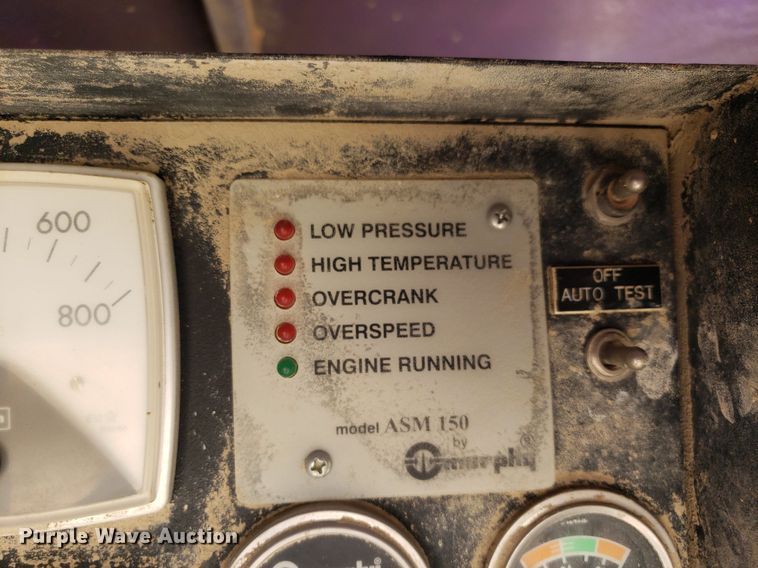 600
800
LOW PRESSURE
HIGH TEMPERATURE
OVERCRANK
OVERSPEED
ENGINE RUNNING
model ASM 150
by
murphy®
OFF
AUTO TEST
Purple Wave Auction